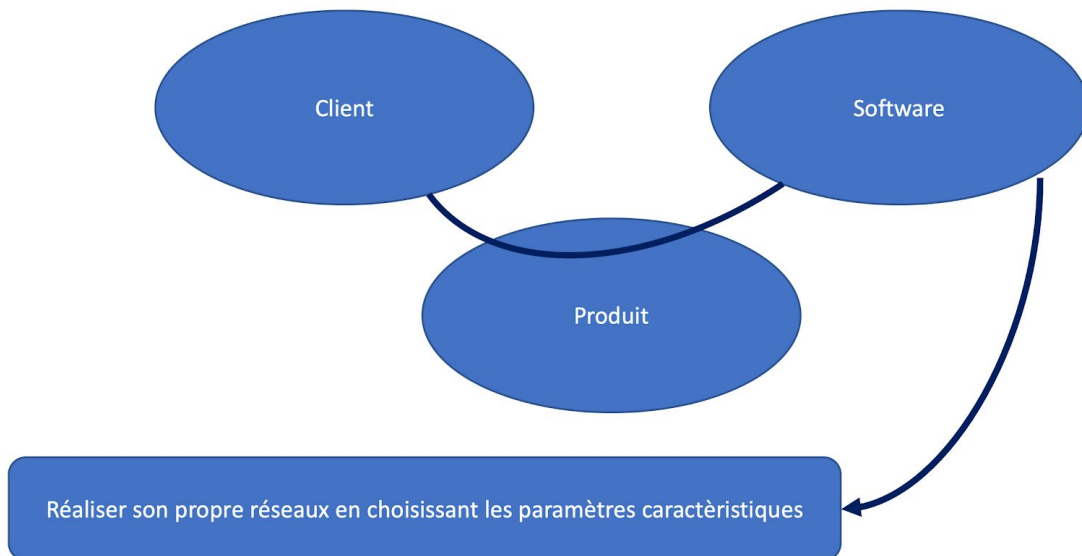 Client
Software
Produit
Réaliser son propre réseaux en choisissant les paramètres caractèristiques